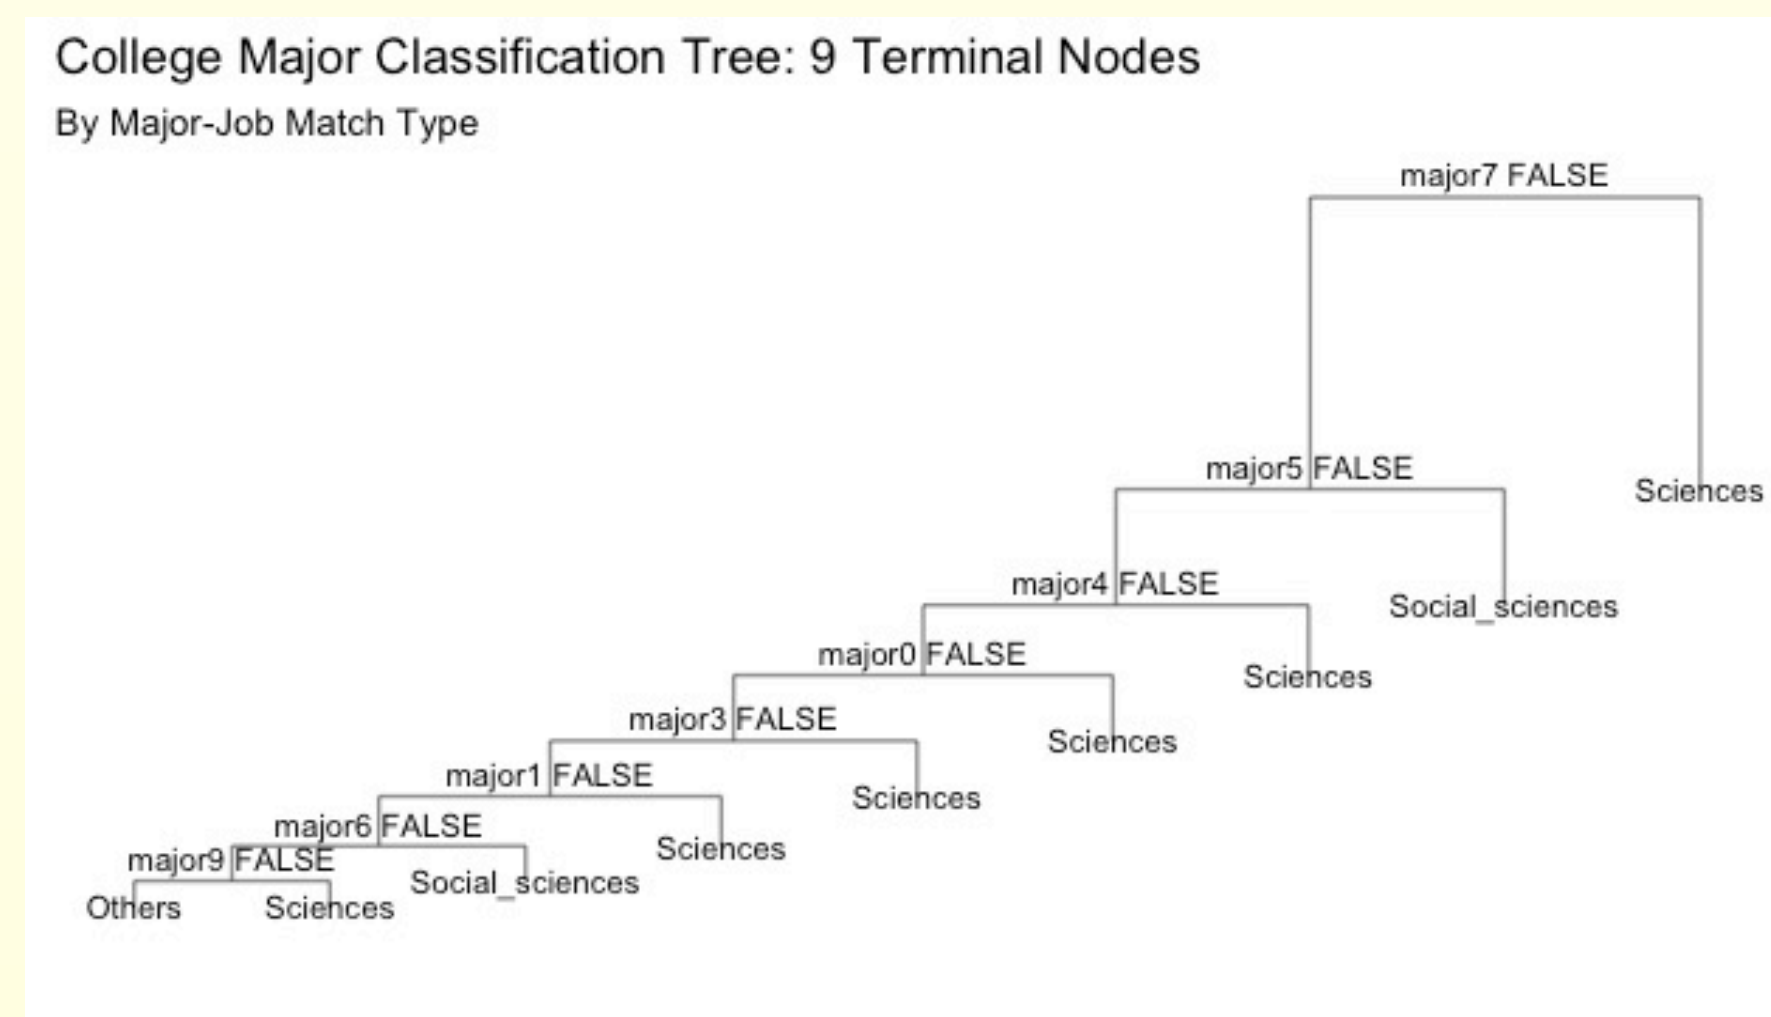 College Major Classification Tree: 9 Terminal Nodes
By Major-Job Match Type
major7 FALSE
major5 FALSE
Sciences
major4 FALSE
Social_sciences
major0 FALSE
Sciences
major3 FALSE
Sciences
major1 FALSE
Sciences
major6 FALSE
Sciences
major9 FALSE
Social_sciences
Others
Sciences